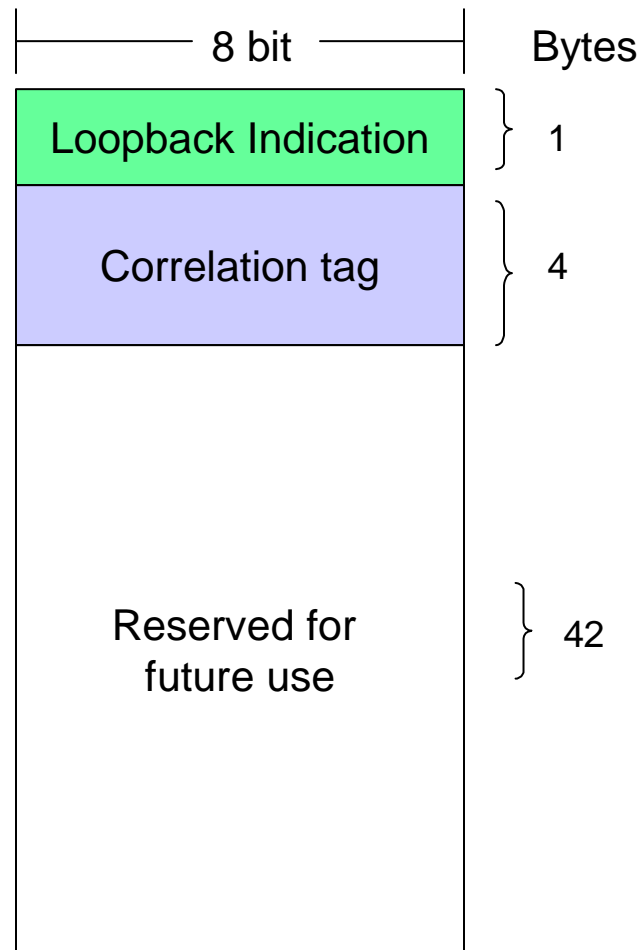 8 bit
Bytes
Loopback Indication
1
Correlation tag
4
Reserved for
future use
42